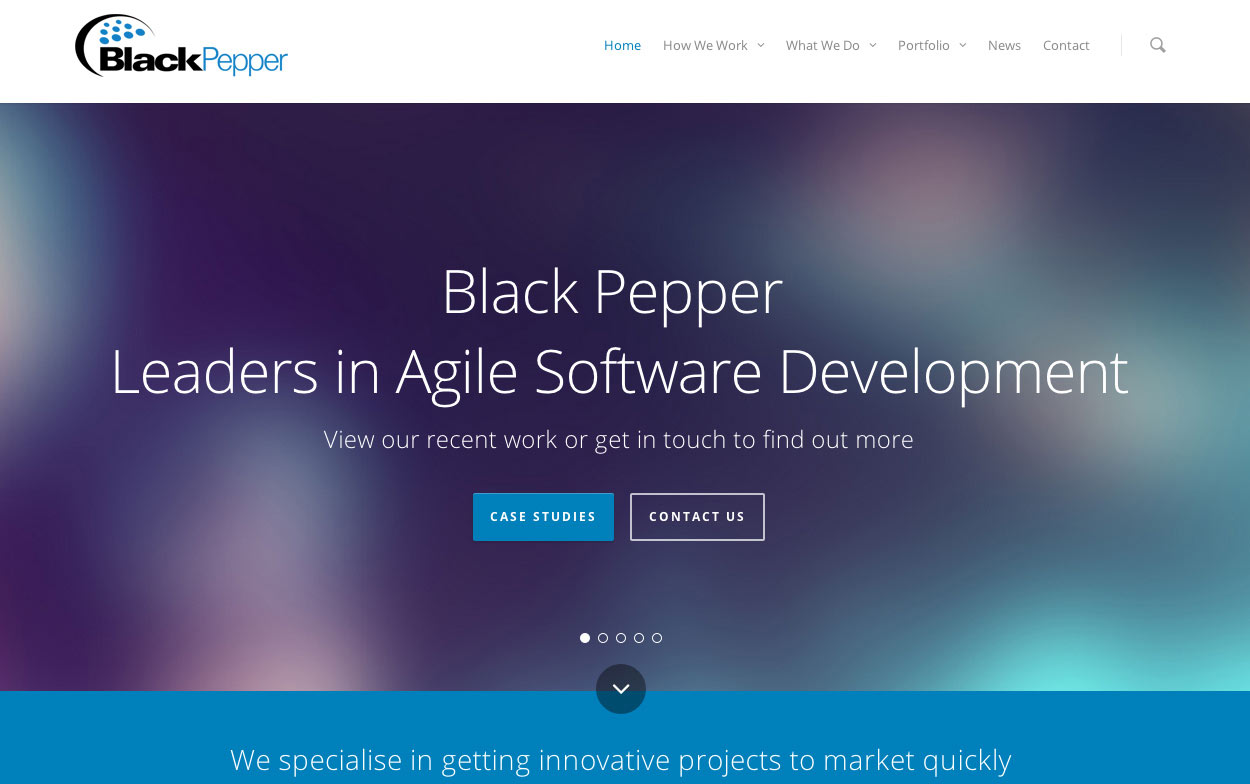 BlackPepper
Home How We Work What We Do Portfolio News Contact
Black Pepper
Leaders in Agile Software Development
View our recent work or get in touch to find out more
CASE STUDIES CONTACT US
We specialise in getting innovative projects to market quickly